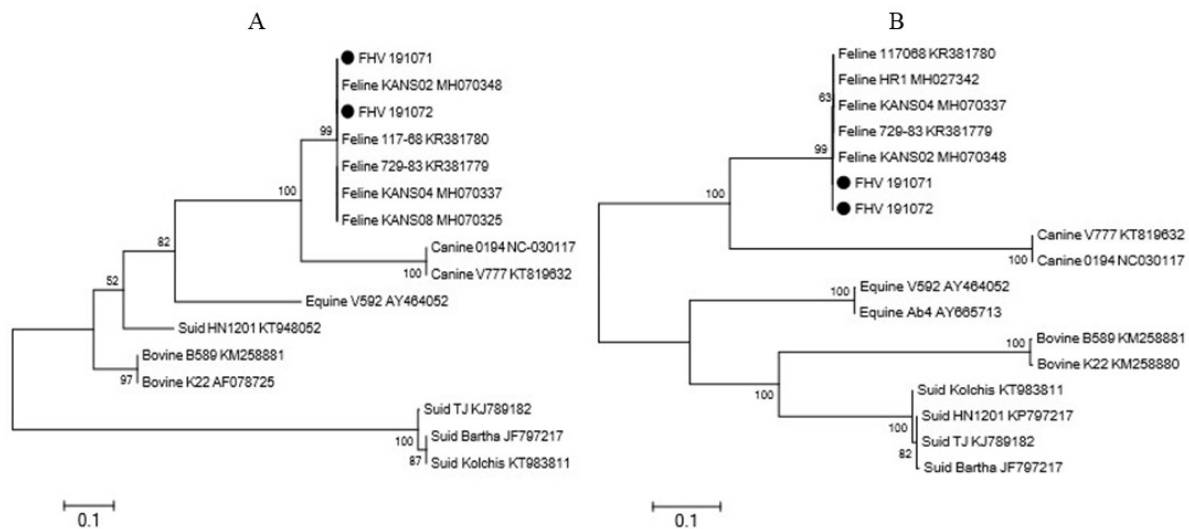 A
FHV 191071
Feline KANS02 MH070348
FHV 191072
99
Feline 117-68 KR381780
Feline 729-83 KR381779
100
Feline KANS04 MH070337
Feline KANS08 MH070325
82
Canine 0194 NC-030117
100
Canine V777 KT819632
52
Equine V592 AY464052
Suid HN1201 KT948052
Bovine B589 KM258881
97
Bovine K22 AF078725
Suid TJ KJ789182
100
Suid Bartha JF797217
87
Suid Kolchis KT983811
0.1
B
Feline 117068 KR381780
Feline HR1 MH027342
63
Feline KANS04 MH070337
Feline 729-83 KR381779
99
Feline KANS02 MH070348
FHV 191071
100
FHV 191072
Canine V777 KT819632
100
Canine 0194 NC030117
Equine V592 AY464052
100
Equine Ab4 AY665713
Bovine B589 KM258881
100
Bovine K22 KM258880
100
Suid Kolchis KT983811
Suid HN1201 KP797217
100
Suid TJ KJ789182
82
Suid Bartha JF797217
0.1